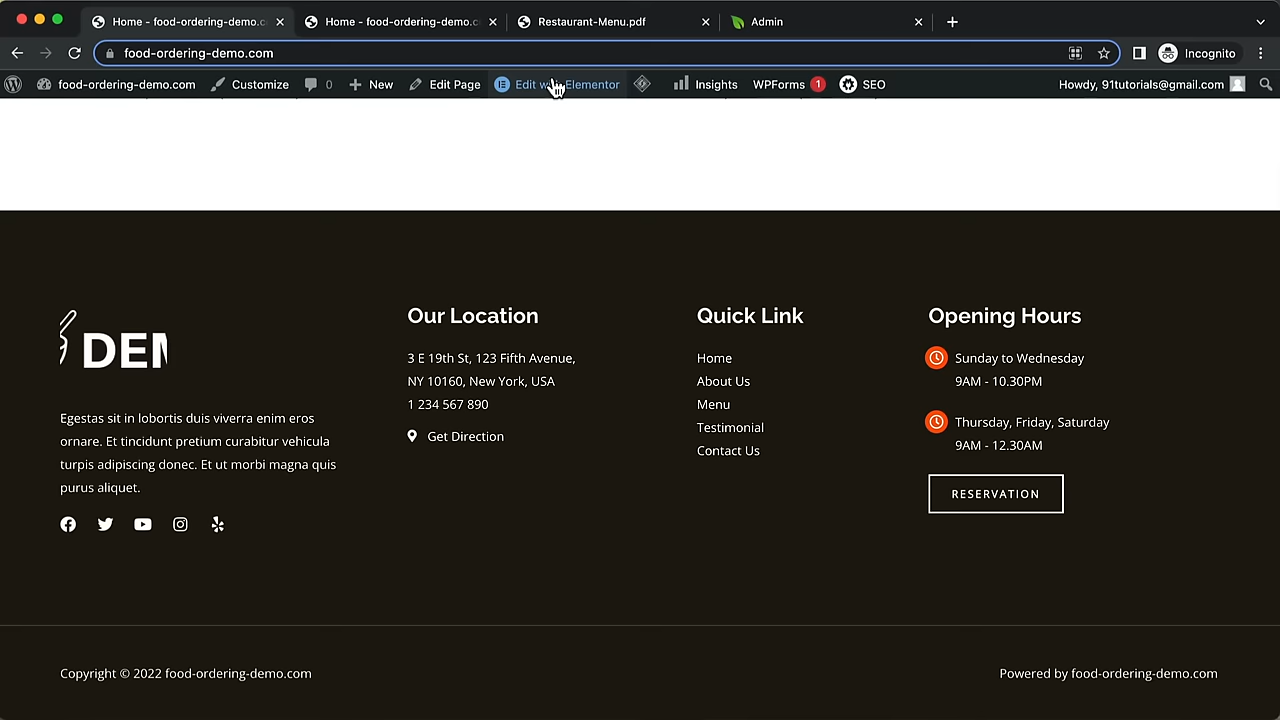 Home - food-ordering-demo.c
Home - food-ordering-demo.c
Restaurant-Menu.pdf
Admin
food-ordering-demo.com
Incognito
food-ordering-demo.com
Customize
0
New
Edit Page
Edit with Elementor
Insights
WPForms 1
SEO
Howdy, 91tutorials@gmail.com
DEM
Egestas sit in lobortis duis viverra enim eros
ornare. Et tincidunt pretium curabitur vehicula
turpis adipiscing donec. Et ut morbi magna quis
purus aliquet.
Our Location
3 E 19th St, 123 Fifth Avenue,
NY 10160, New York, USA
1 234 567 890
Get Direction
Quick Link
Home
About Us
Menu
Testimonial
Contact Us
Opening Hours
Sunday to Wednesday
9AM - 10.30PM
Thursday, Friday, Saturday
9AM - 12.30AM
RESERVATION
Copyright © 2022 food-ordering-demo.com
Powered by food-ordering-demo.com